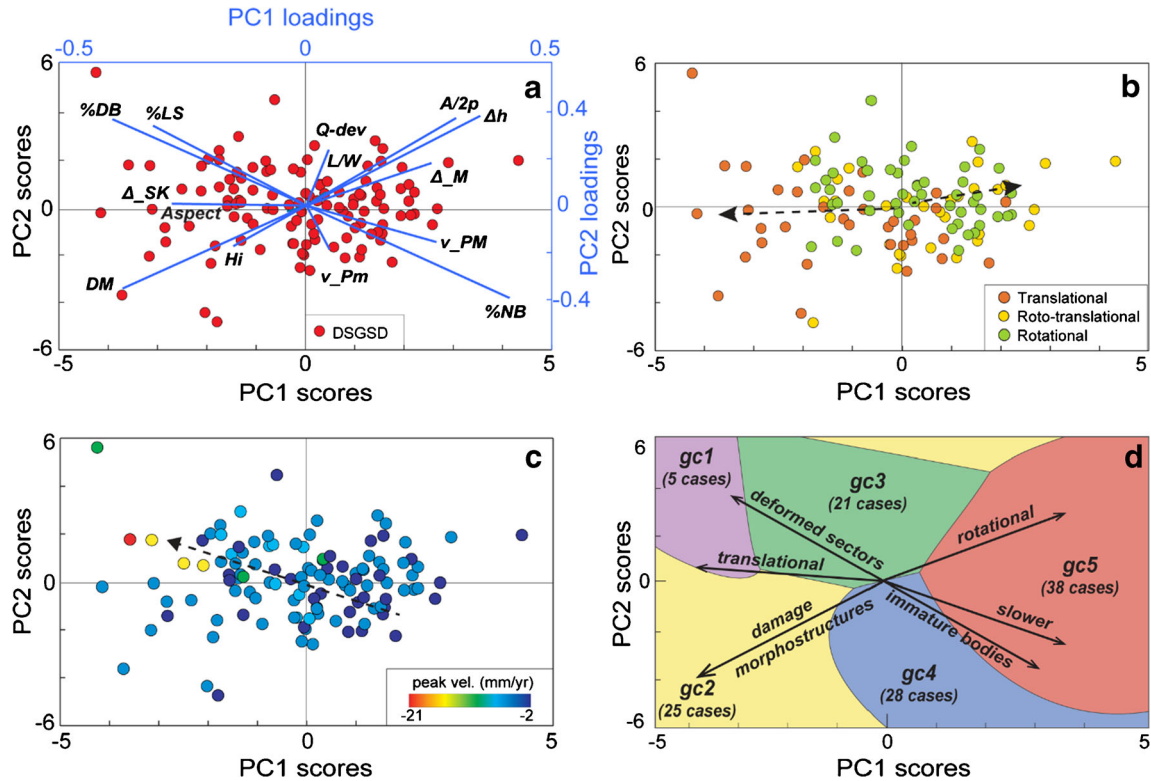 PC1 loadings
-0.5 0 0.5
6
a
%DB
%LS
A/2p
Δh
0.4
Q-dev
L/W
Δ_M
Δ_SK
Aspect
0
0
PC2 scores
PC2 loadings
v_PM
Hi
v_Pm
DM
%NB
-0.4
DSGSD
-6
-5 0 5
PC1 scores
6
b
0
PC2 scores
Translational
Roto-translational
Rotational
-6
-5 0 5
PC1 scores
6
c
0
PC2 scores
peak vel. (mm/yr)
-21 -2
-6
-5 0 5
PC1 scores
6
d
gc1
(5 cases)
gc3
(21 cases)
deformed sectors
rotational
translational
gc5
(38 cases)
0
PC2 scores
slower
immature bodies
damage
morphostructures
gc4
(28 cases)
gc2
(25 cases)
-6
-5 0 5
PC1 scores